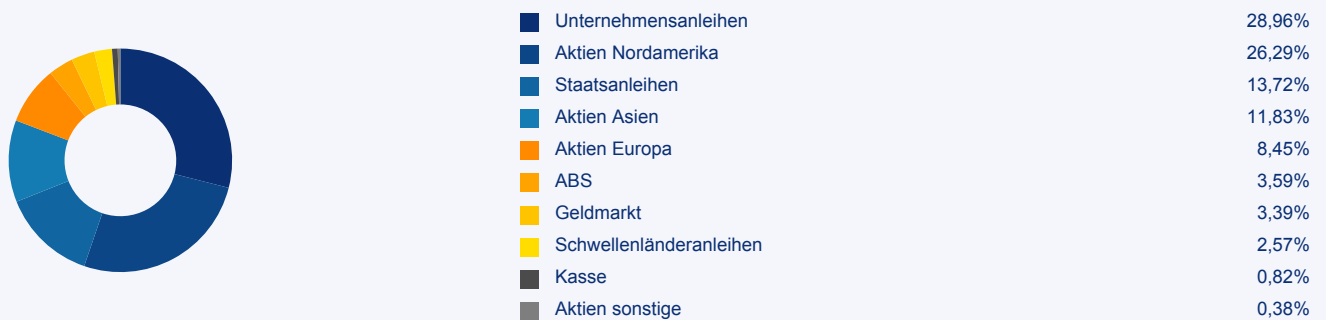 Unternehmensanleihen 28,96%
Aktien Nordamerika 26,29%
Staatsanleihen 13,72%
Aktien Asien 11,83%
Aktien Europa 8,45%
ABS 3,59%
Geldmarkt 3,39%
Schwellenländeranleihen 2,57%
Kasse 0,82%
Aktien sonstige 0,38%